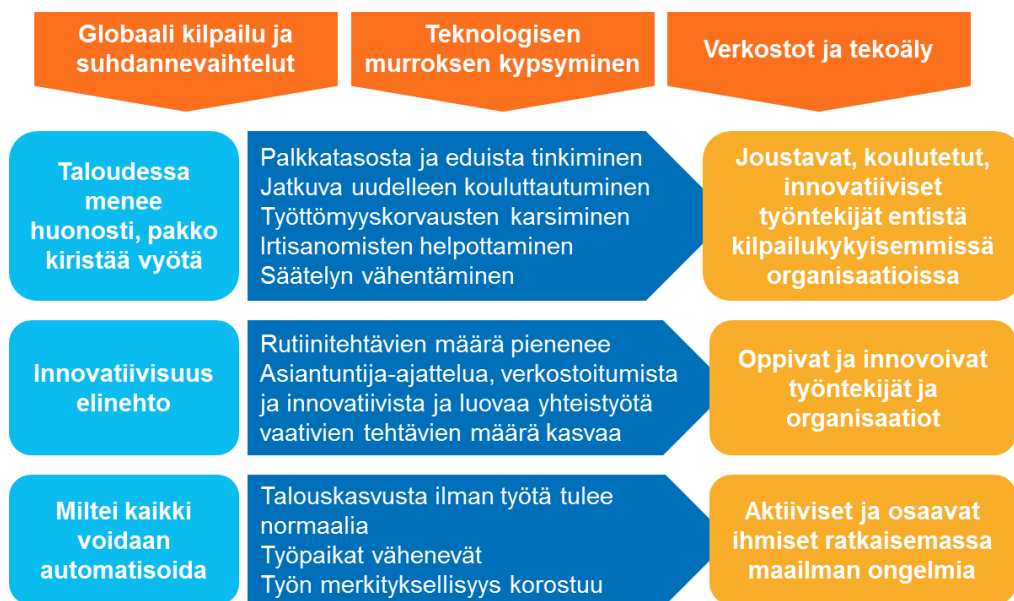 Globaali kilpailu ja
suhdannevaihtelut
Teknologisen
murroksen kypsyminen
Verkostot ja tekoäly
Taloudessa
menee
huonosti, pakko
kiristää vyötä
Palkkatasosta ja eduista tinkiminen
Jatkuva uudelleen kouluttautuminen
Työttömyyskorvausten karsiminen
Irtisanomisten helpottaminen
Säätelyn vähentäminen
Joustavat, koulutetut,
innovatiiviset
työntekijät entistä
kilpailukykyisemmissä
organisaatioissa
Innovatiivisuus
elinehto
Rutiinitehtävien määrä pienenee
Asiantuntija-ajattelua, verkostoitumista
ja innovatiivista ja luovaa yhteistyötä
vaativien tehtävien määrä kasvaa
Oppivat ja innovoivat
työntekijät ja
organisaatiot
Miltei kaikki
voidaan
automatisoida
Talouskasvusta ilman työtä tulee
normaalia
Työpaikat vähenevät
Työn merkityksellisyys korostuu
Aktiiviset ja osaavat
ihmiset ratkaisemassa
maailman ongelmia